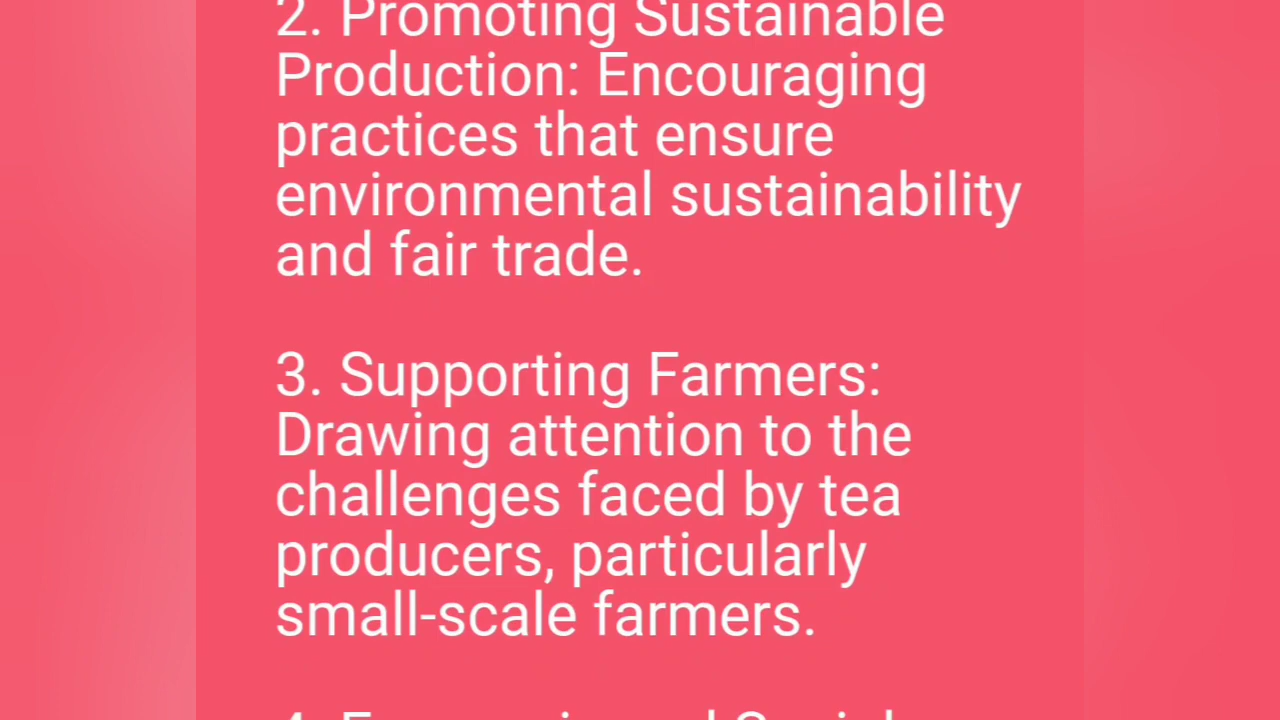 2. Promoting Sustainable
Production: Encouraging
practices that ensure
environmental sustainability
and fair trade.
3. Supporting Farmers:
Drawing attention to the
challenges faced by tea
producers, particularly
small-scale farmers.